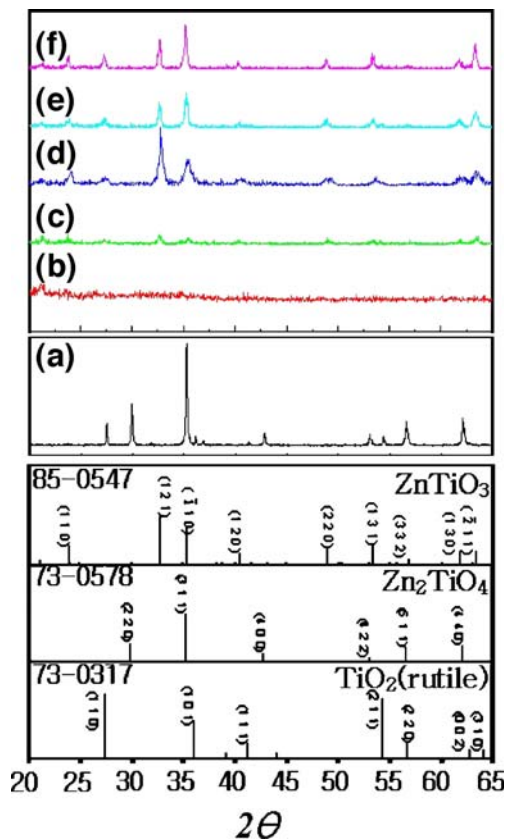 (f)
(e)
(d)
(c)
(b)
(a)
85-0547 ZnTiO3
(1 1 0) (1 2 1) (1̄ 1 0) (1 2 0) (2 2 0) (1 3 1) (3 3 2) (1 3 0) (2̄ 1 1)
73-0578 Zn2TiO4
(2 2 0) (3 1 1) (4 0 0) (4 2 2) (5 1 1) (4 4 0)
73-0317 TiO2(rutile)
(1 1 0) (1 0 1) (1 1 1) (2 1 1) (2 2 0) (0 0 2) (3 1 0)
20 25 30 35 40 45 50 55 60 65
2θ